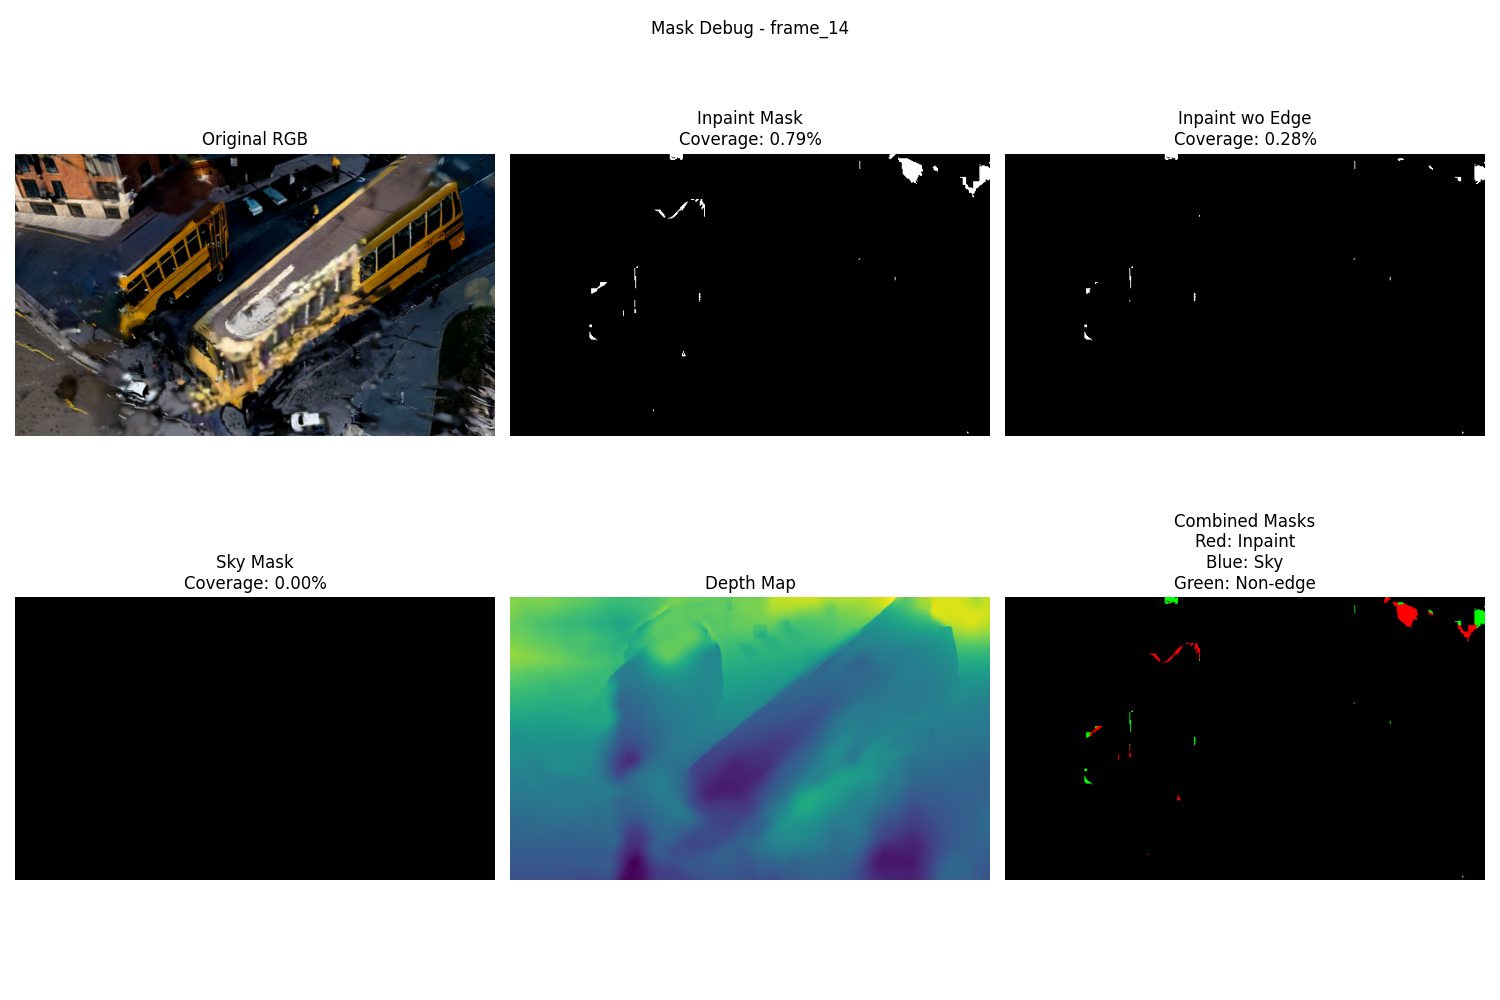 Mask Debug - frame_14
Original RGB
Inpaint Mask
Coverage: 0.79%
Inpaint wo Edge
Coverage: 0.28%
Sky Mask
Coverage: 0.00%
Depth Map
Combined Masks
Red: Inpaint
Blue: Sky
Green: Non-edge